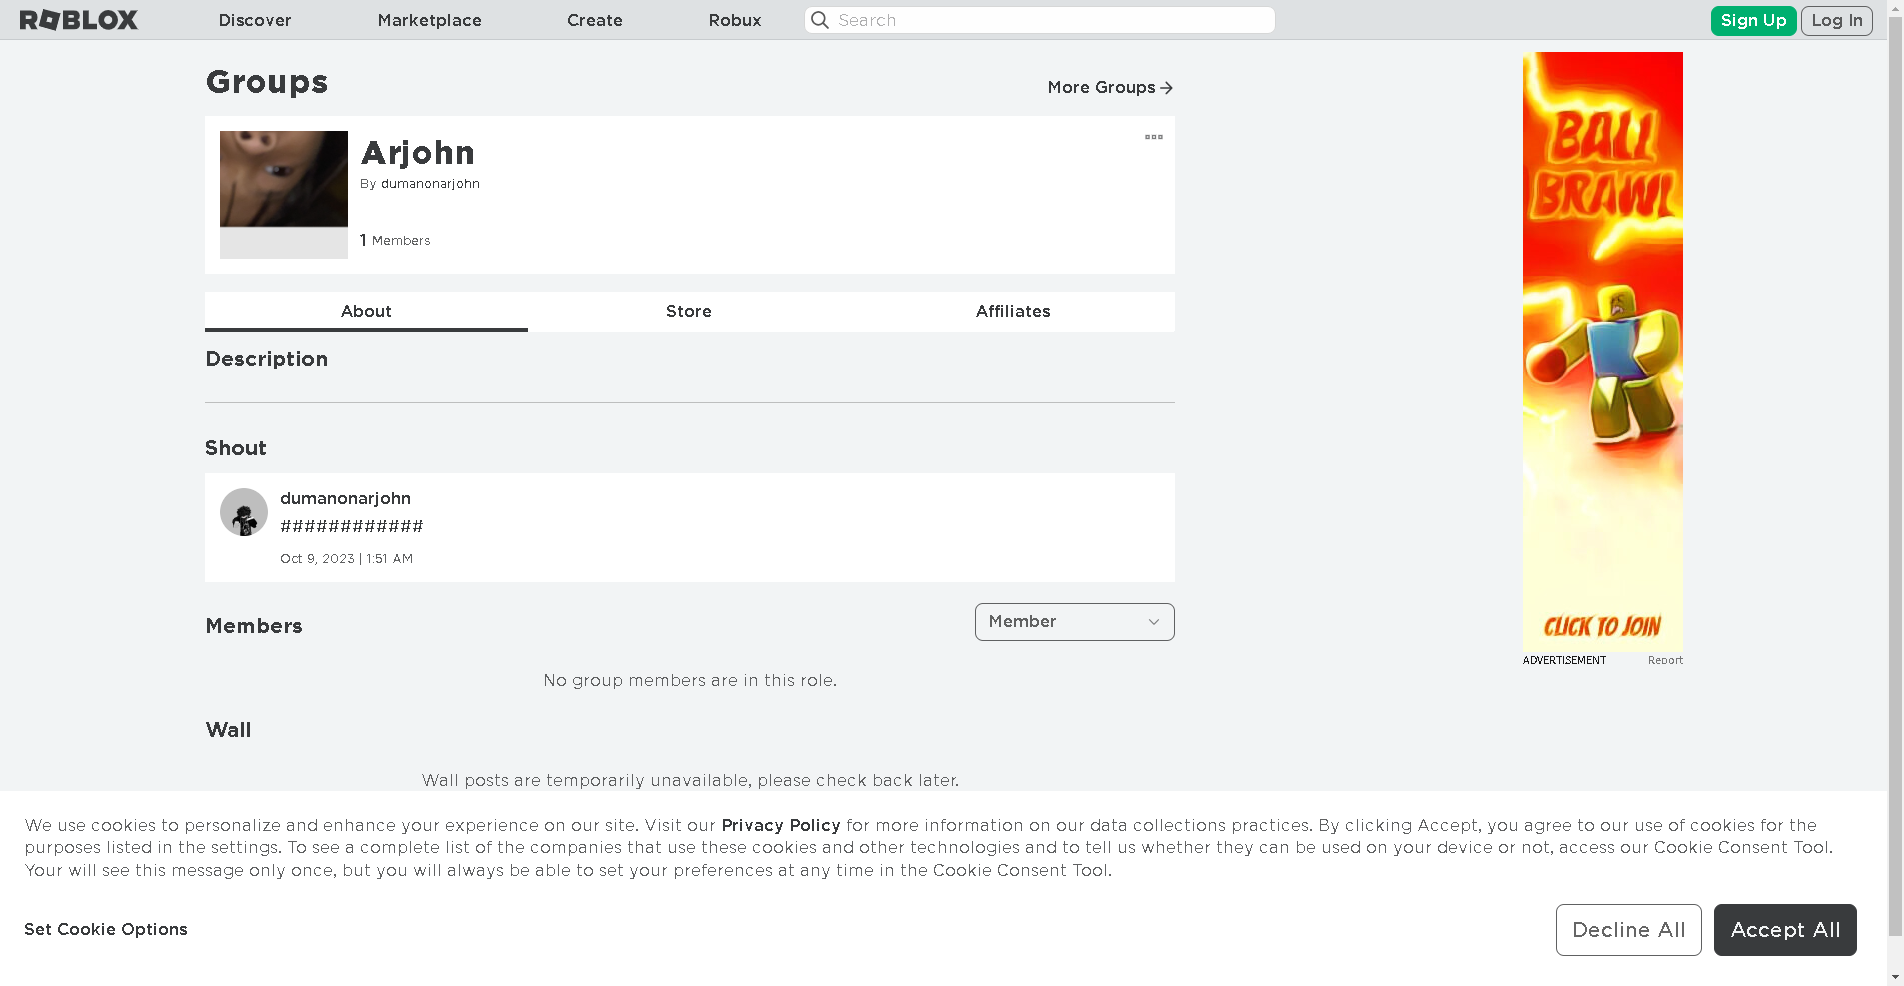 ROBLOX Discover Marketplace Create Robux Search Sign Up Log In
Groups
More Groups
Arjohn
By dumanonarjohn
1 Members
About Store Affiliates
Description
Shout
dumanonarjohn
############
Oct 9, 2023 | 1:51 AM
Members
Member
No group members are in this role.
Wall
Wall posts are temporarily unavailable, please check back later.
BALL
BRAWL
CLICK TO JOIN
ADVERTISEMENT Report
We use cookies to personalize and enhance your experience on our site. Visit our Privacy Policy for more information on our data collections practices. By clicking Accept, you agree to our use of cookies for the
purposes listed in the settings. To see a complete list of the companies that use these cookies and other technologies and to tell us whether they can be used on your device or not, access our Cookie Consent Tool.
Your will see this message only once, but you will always be able to set your preferences at any time in the Cookie Consent Tool.
Set Cookie Options
Decline All
Accept All